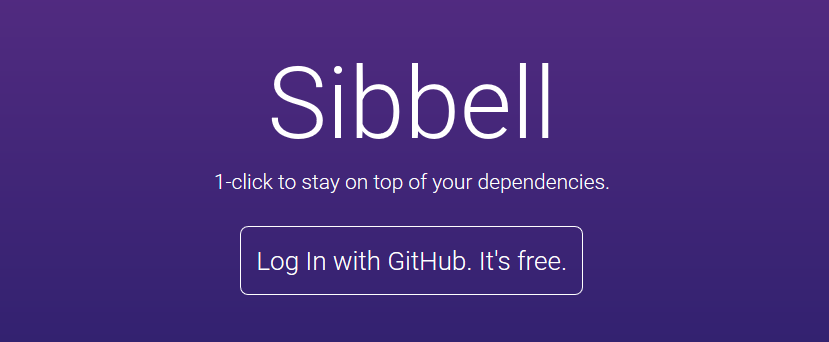 Sibbell
1-click to stay on top of your dependencies.
Log In with GitHub. It's free.